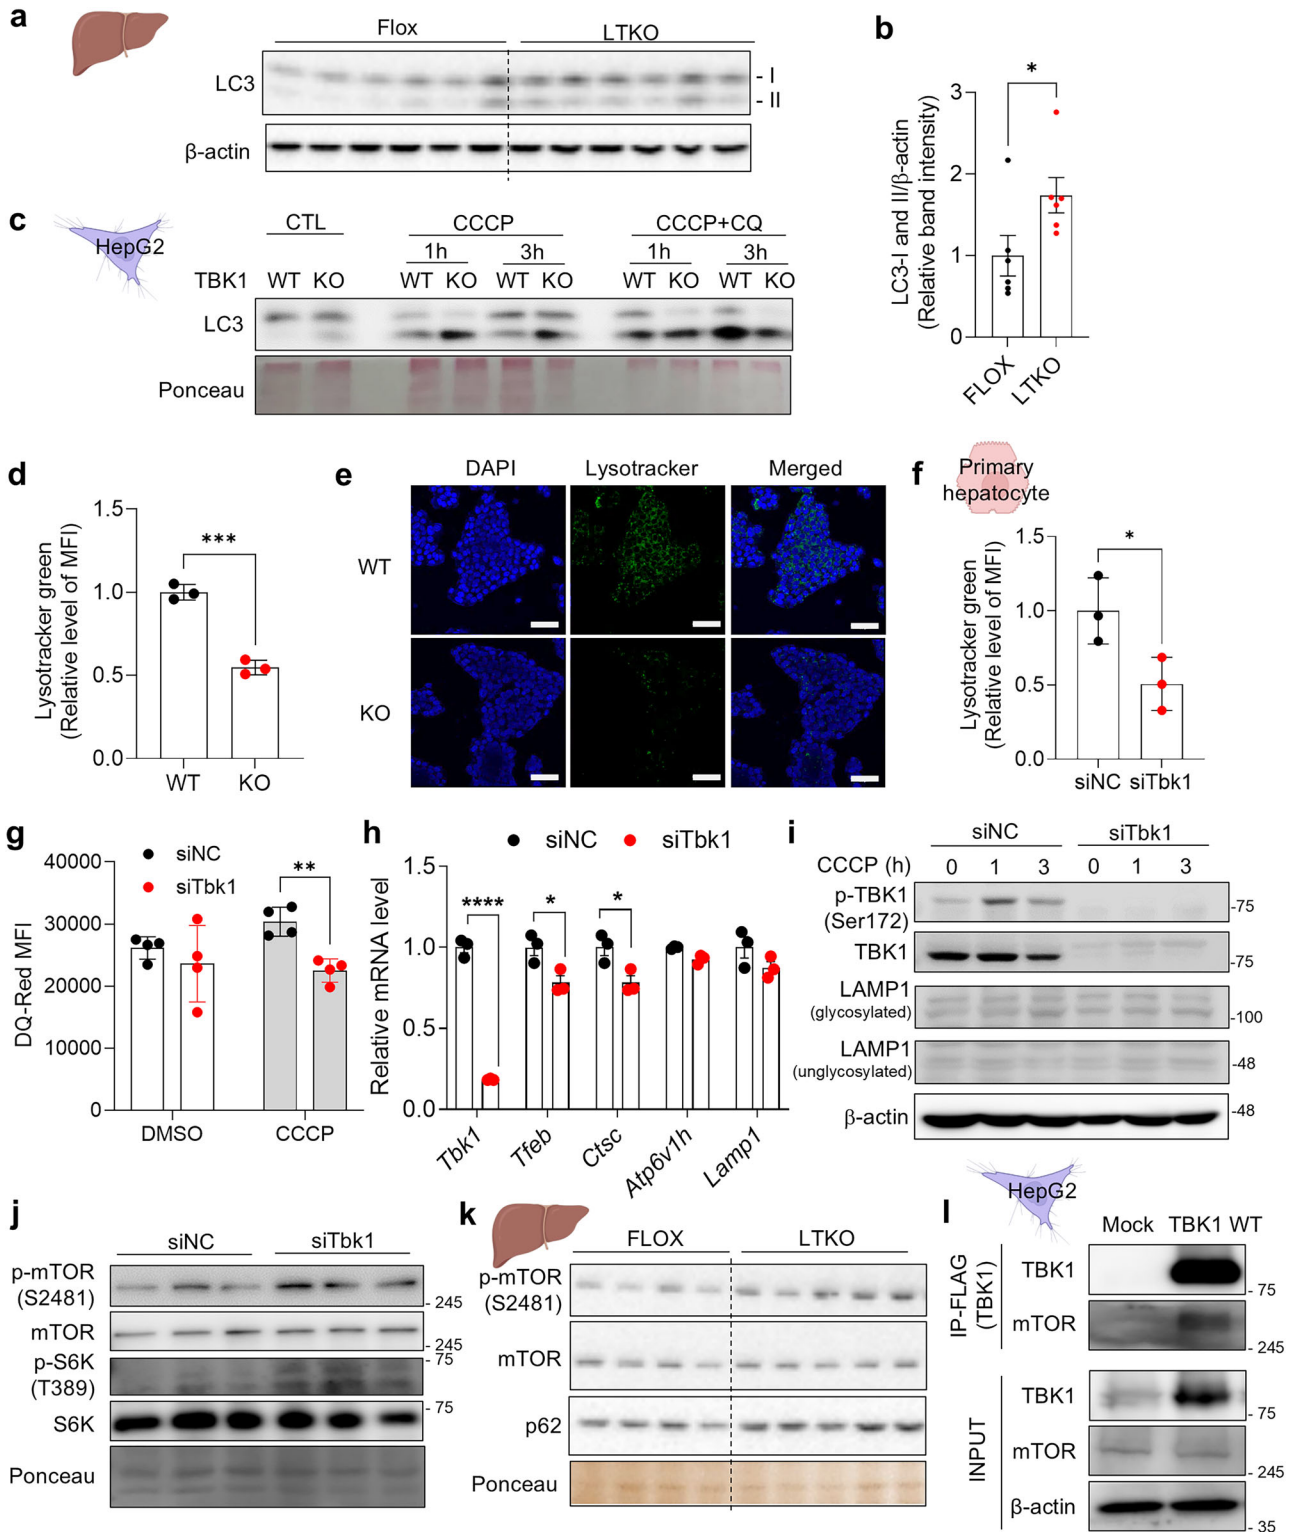 a
Flox
LTKO
LC3
- I
- II
β-actin
b
*
LC3-I and II/β-actin
(Relative band intensity)
3
2
1
0
FLOX
LTKO
c
HepG2
CTL
CCCP
CCCP+CQ
1h
3h
1h
3h
TBK1
WT KO
WT KO
WT KO
WT KO
WT KO
LC3
Ponceau
d
Lysotracker green
(Relative level of MFI)
1.5
1.0
0.5
0.0
***
WT
KO
e
DAPI
Lysotracker
Merged
WT
KO
f
Primary
hepatocyte
Lysotracker green
(Relative level of MFI)
1.5
1.0
0.5
0.0
*
siNC siTbk1
g
siNC
siTbk1
DQ-Red MFI
40000
30000
20000
10000
0
**
DMSO
CCCP
h
siNC
siTbk1
Relative mRNA level
1.5
1.0
0.5
0.0
****
*
*
Tbk1
Tfeb
Ctsc
Atp6v1h
Lamp1
i
siNC
siTbk1
CCCP (h)
0 1 3 0 1 3
p-TBK1
(Ser172)
-75
TBK1
-75
LAMP1
(glycosylated)
-100
LAMP1
(unglycosylated)
-48
β-actin
-48
j
siNC
siTbk1
p-mTOR
(S2481)
- 245
mTOR
- 245
p-S6K
(T389)
- 75
S6K
- 75
Ponceau
k
FLOX
LTKO
p-mTOR
(S2481)
mTOR
p62
Ponceau
l
HepG2
Mock TBK1 WT
IP-FLAG
(TBK1)
TBK1
- 75
mTOR
- 245
INPUT
TBK1
- 75
mTOR
- 245
β-actin
- 35